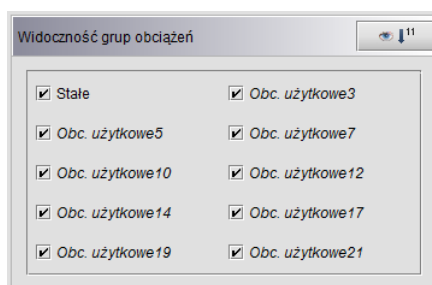 Widoczność grup obciążeń 11
Stałe Obc. użytkowe3
Obc. użytkowe5 Obc. użytkowe7
Obc. użytkowe10 Obc. użytkowe12
Obc. użytkowe14 Obc. użytkowe17
Obc. użytkowe19 Obc. użytkowe21